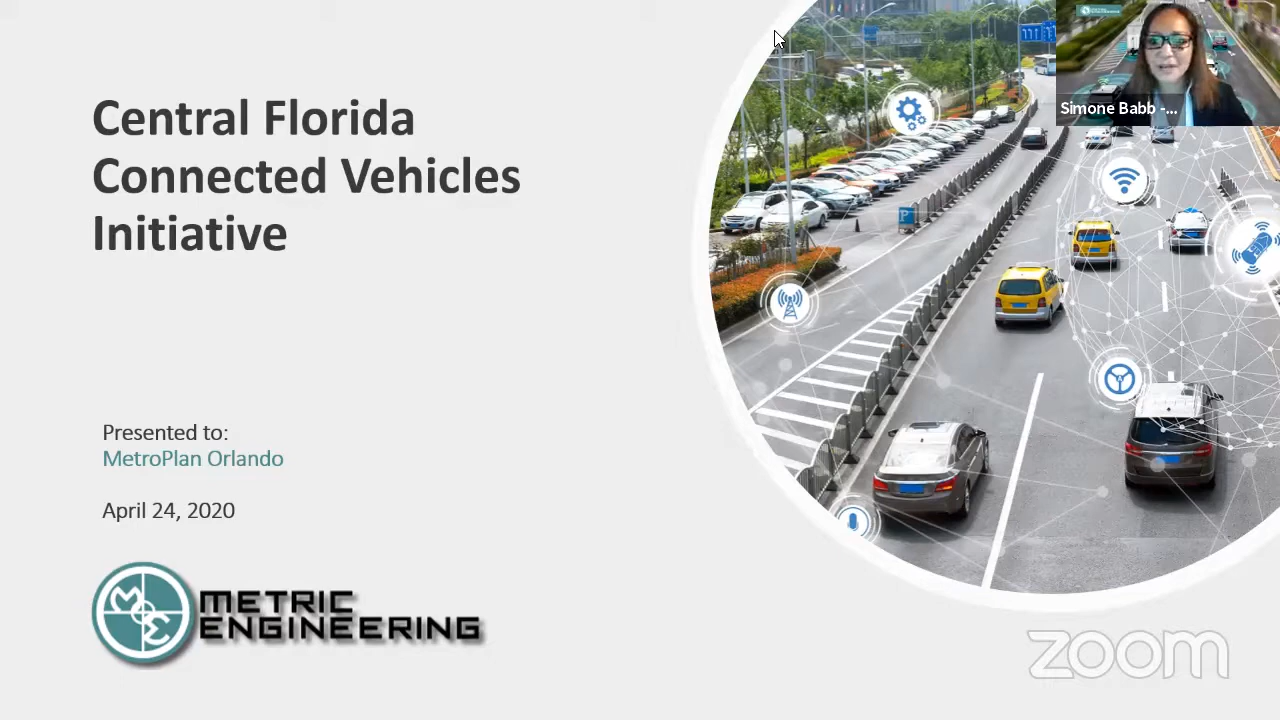 Central Florida
Connected Vehicles
Initiative
Presented to:
MetroPlan Orlando
April 24, 2020
METRIC
ENGINEERING
Simone Babb -...
P
zoom